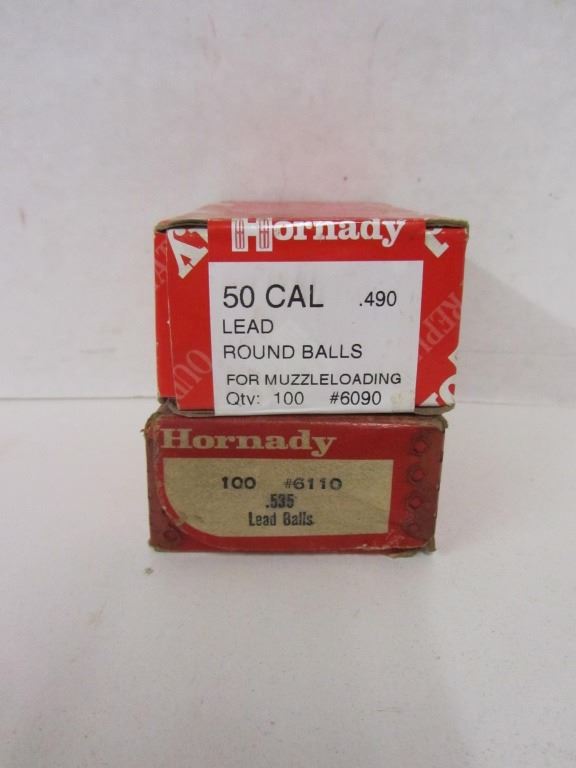 Hornady
50 CAL .490
LEAD
ROUND BALLS
FOR MUZZLELOADING
Qty: 100 #6090
Hornady
100 #6110
.535
Lead Balls